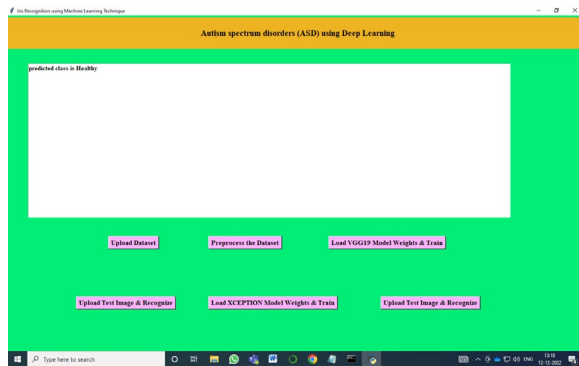 Iris Recognition using Machine Learning Technique
Autism spectrum disorders (ASD) using Deep Learning
predicted class is Healthy
Upload Dataset
Preprocess the Dataset
Load VGG19 Model Weights & Train
Upload Test Image & Recognize
Load XCEPTION Model Weights & Train
Upload Test Image & Recognize
Type here to search
ENG
13:18
12-12-2022